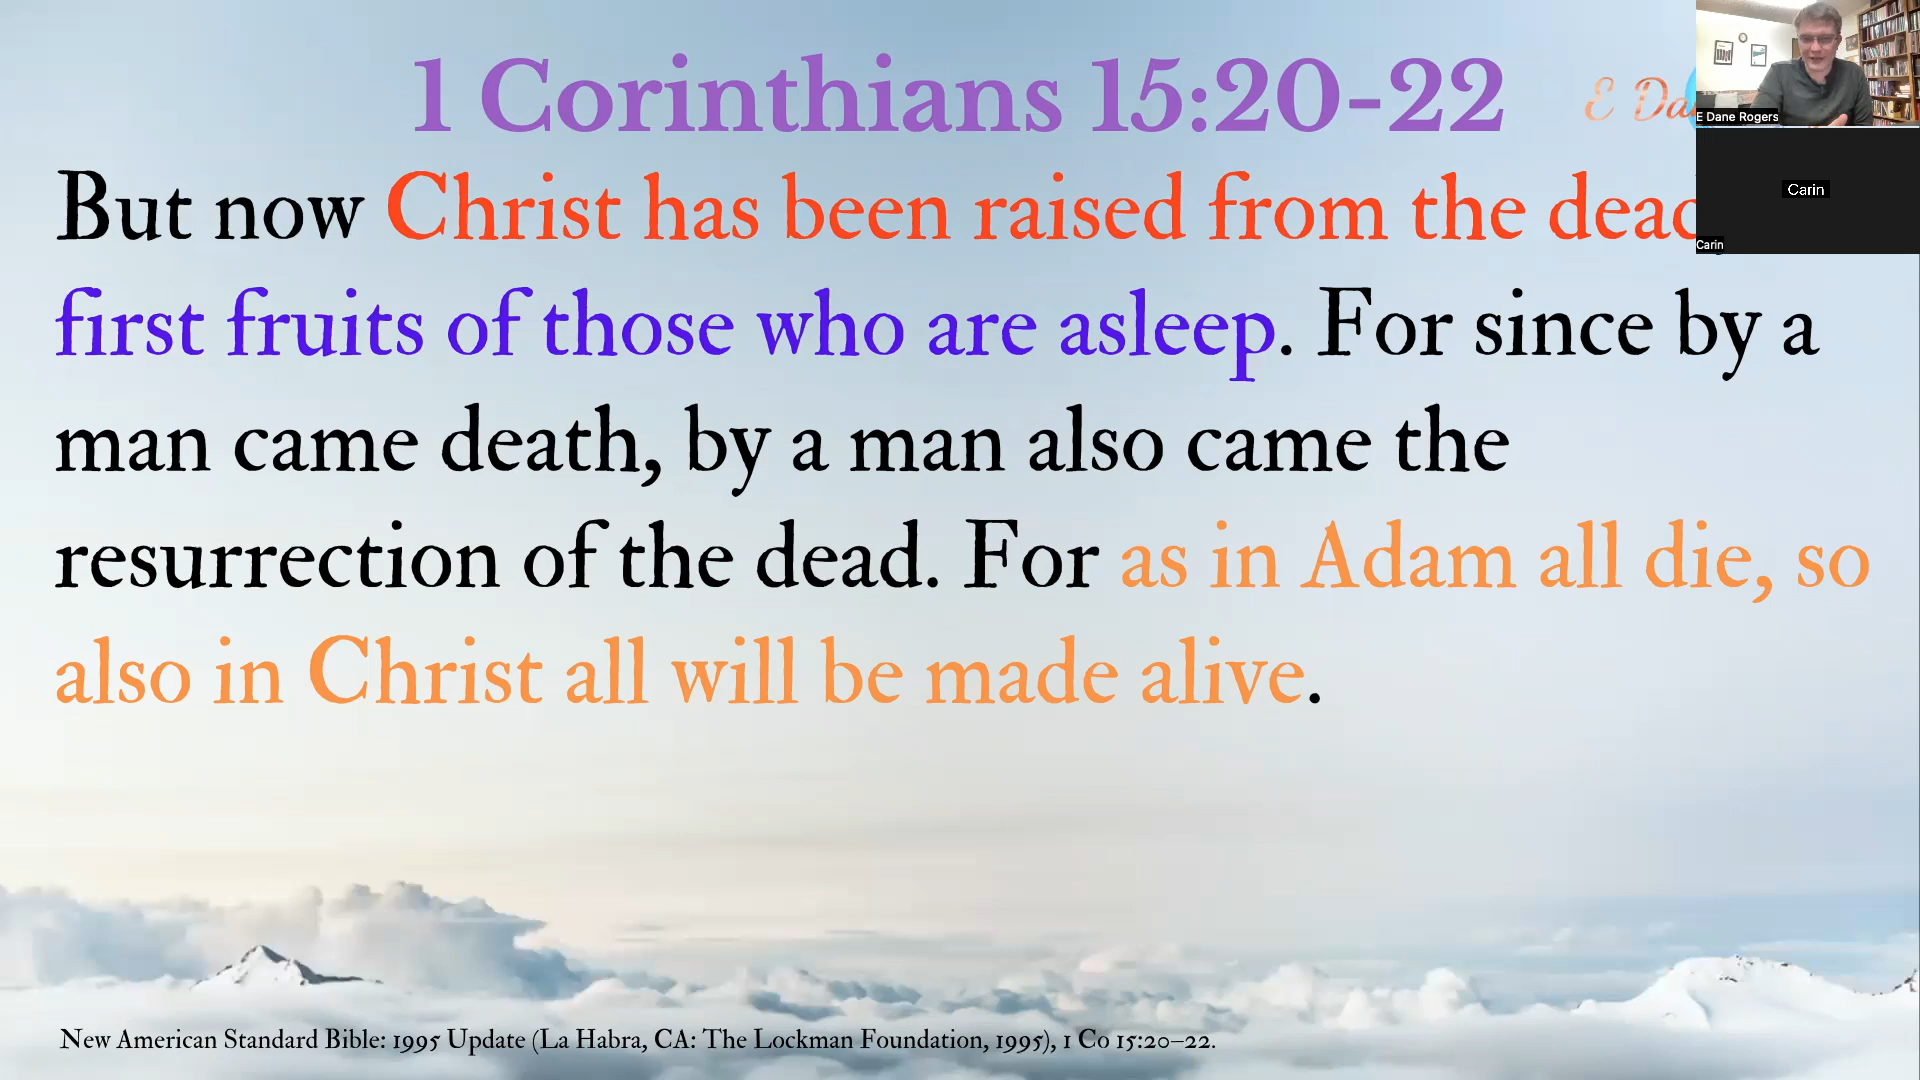 1 Corinthians 15:20-22
E
E Dane Rogers
But now Christ has been raised from the
Carin
Carin
first fruits of those who are asleep. For since by a
man came death, by a man also came the
resurrection of the dead. For as in Adam all die, so
also in Christ all will be made alive.
New American Standard Bible: 1995 Update (La Habra, CA: The Lockman Foundation, 1995), 1 Co 15:20–22.